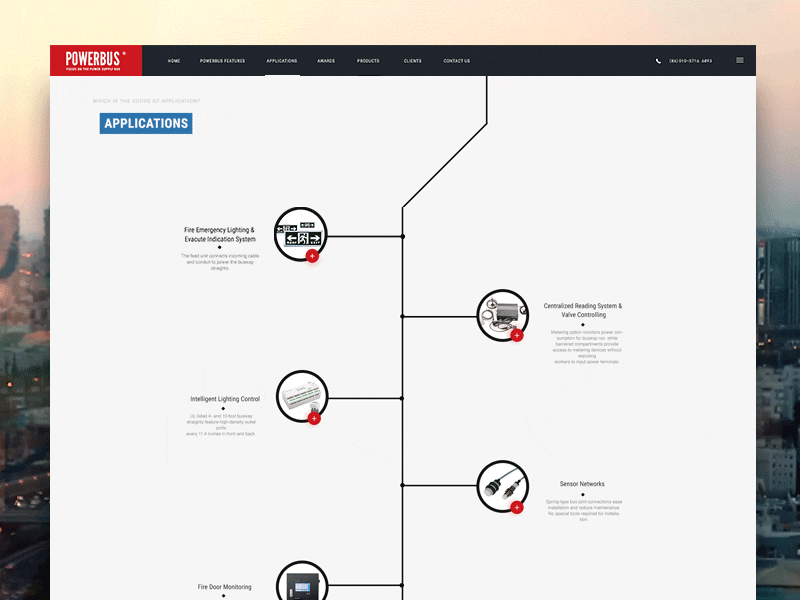 POWERBUS®
FOCUS ON THE POWER SUPPLY BUS
HOME POWERBUS FEATURES APPLICATIONS AWARDS PRODUCTS CLIENTS CONTACT US
(86) 010-5716 6893
WHICH IS THE SCOPE OF APPLICATION?
APPLICATIONS
Fire Emergency Lighting &
Evacute Indication System
The feed unit connects incoming cable
and conduit to power the busway
straights.
Centralized Reading System &
Valve Controlling
Metering option monitors power con-
sumption for busway run, while
barriered compartments provide
access to metering devices without
exposing
workers to input power terminals.
Intelligent Lighting Control
UL listed 4- and 10-foot busway
straights feature high-density outlet
ports
every 11.4 inches in front and back.
Sensor Networks
Spring-type bus joint connections ease
installation and reduce maintenance.
No special tools required for installa-
tion.
Fire Door Monitoring